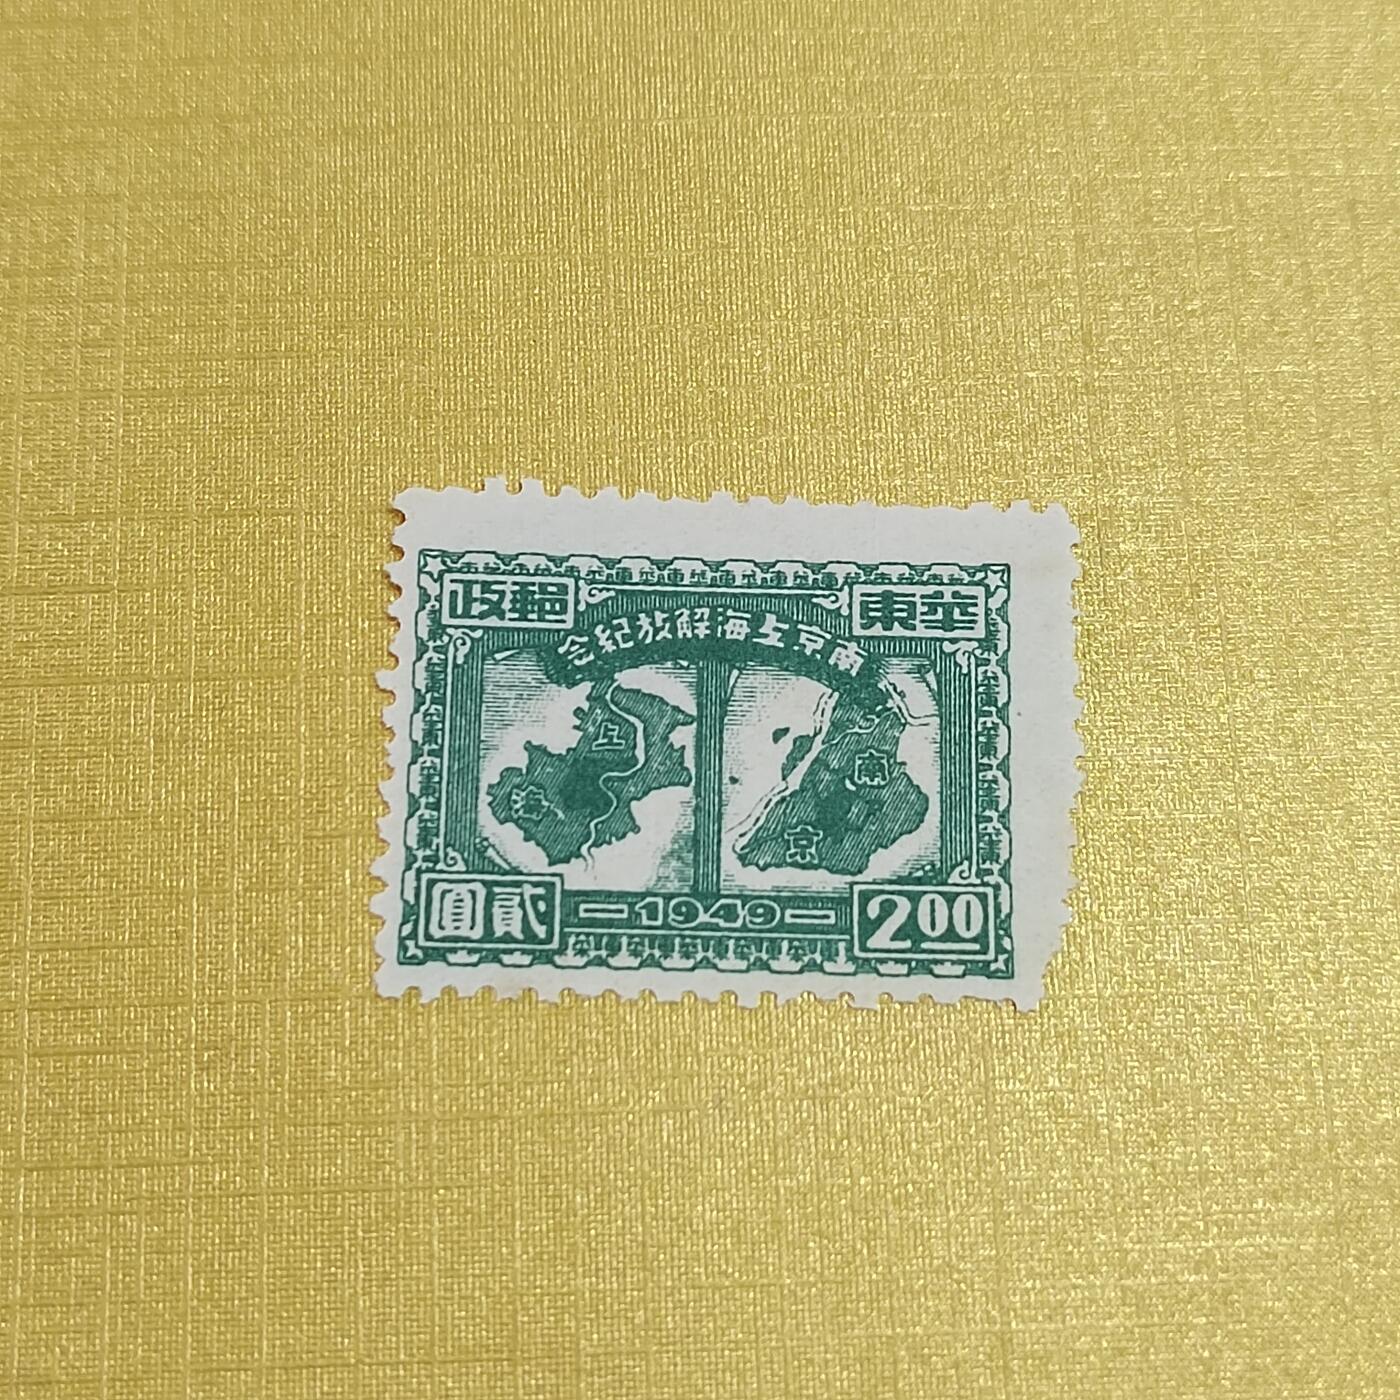 華東
郵政
南京上海解放紀念
上
海
南
京
貳圓
—1949—
2.00